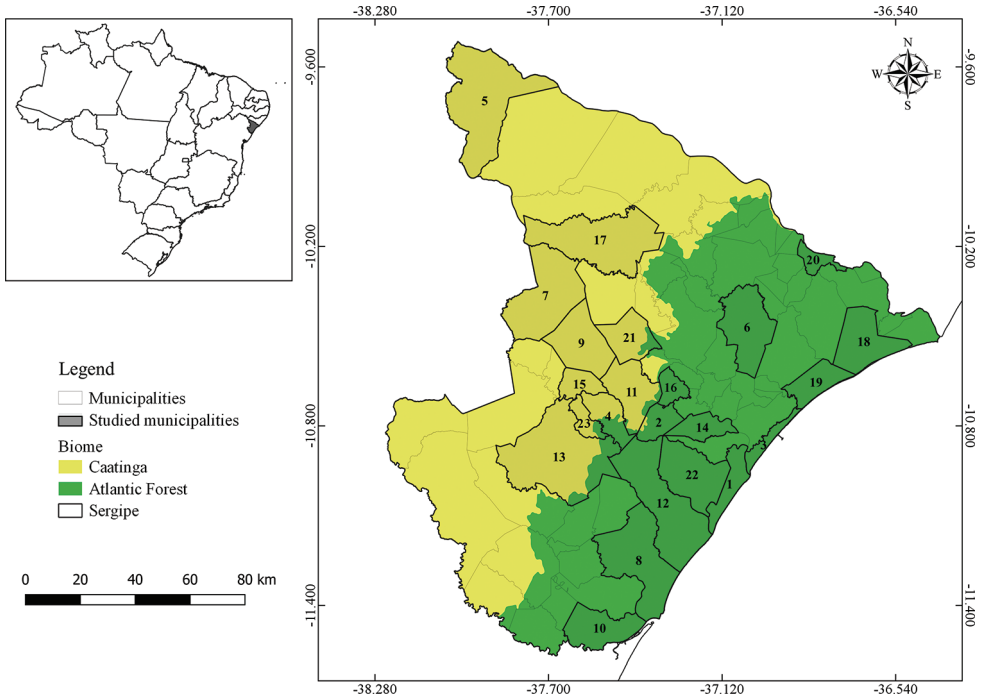 -38.280 -37.700 -37.120 -36.540
-9.600 -9.600
N
W E
S
5
17
-10.200 -10.200
20
7
6
21
9
18
19
15
11
16
4
23
2
14
-10.800 -10.800
3
13
22
1
12
8
10
-11.400 -11.400
Legend
Municipalities
Studied municipalities
Biome
Caatinga
Atlantic Forest
Sergipe
0 20 40 60 80 km
-38.280 -37.700 -37.120 -36.540